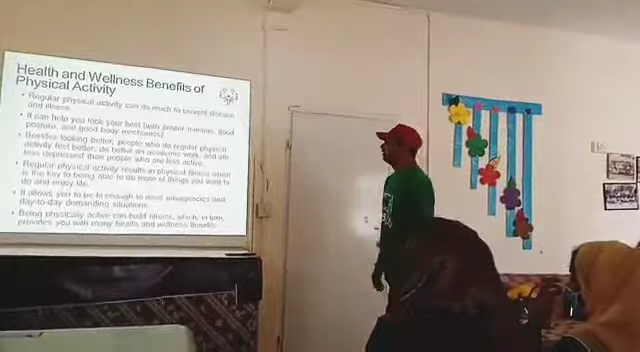 Health and Wellness Benefits of
Physical Activity
• Regular physical activity can do much to prevent disease
and illness.
• It can help you look your best (with proper nutrition, good
posture, and good body mechanics)
• Besides looking better, people who do regular physical
activity feel better, do better on academic work, and are
less depressed than people who are less active.
• Regular physical activity results in physical fitness which
is the key to being able to do more of things you want to
do and enjoy life.
• It allows you to be fit enough to meet emergencies and
day-to-day demanding situations.
• Being physically active can build fitness, which, in turn,
provides you with many health and wellness benefits.